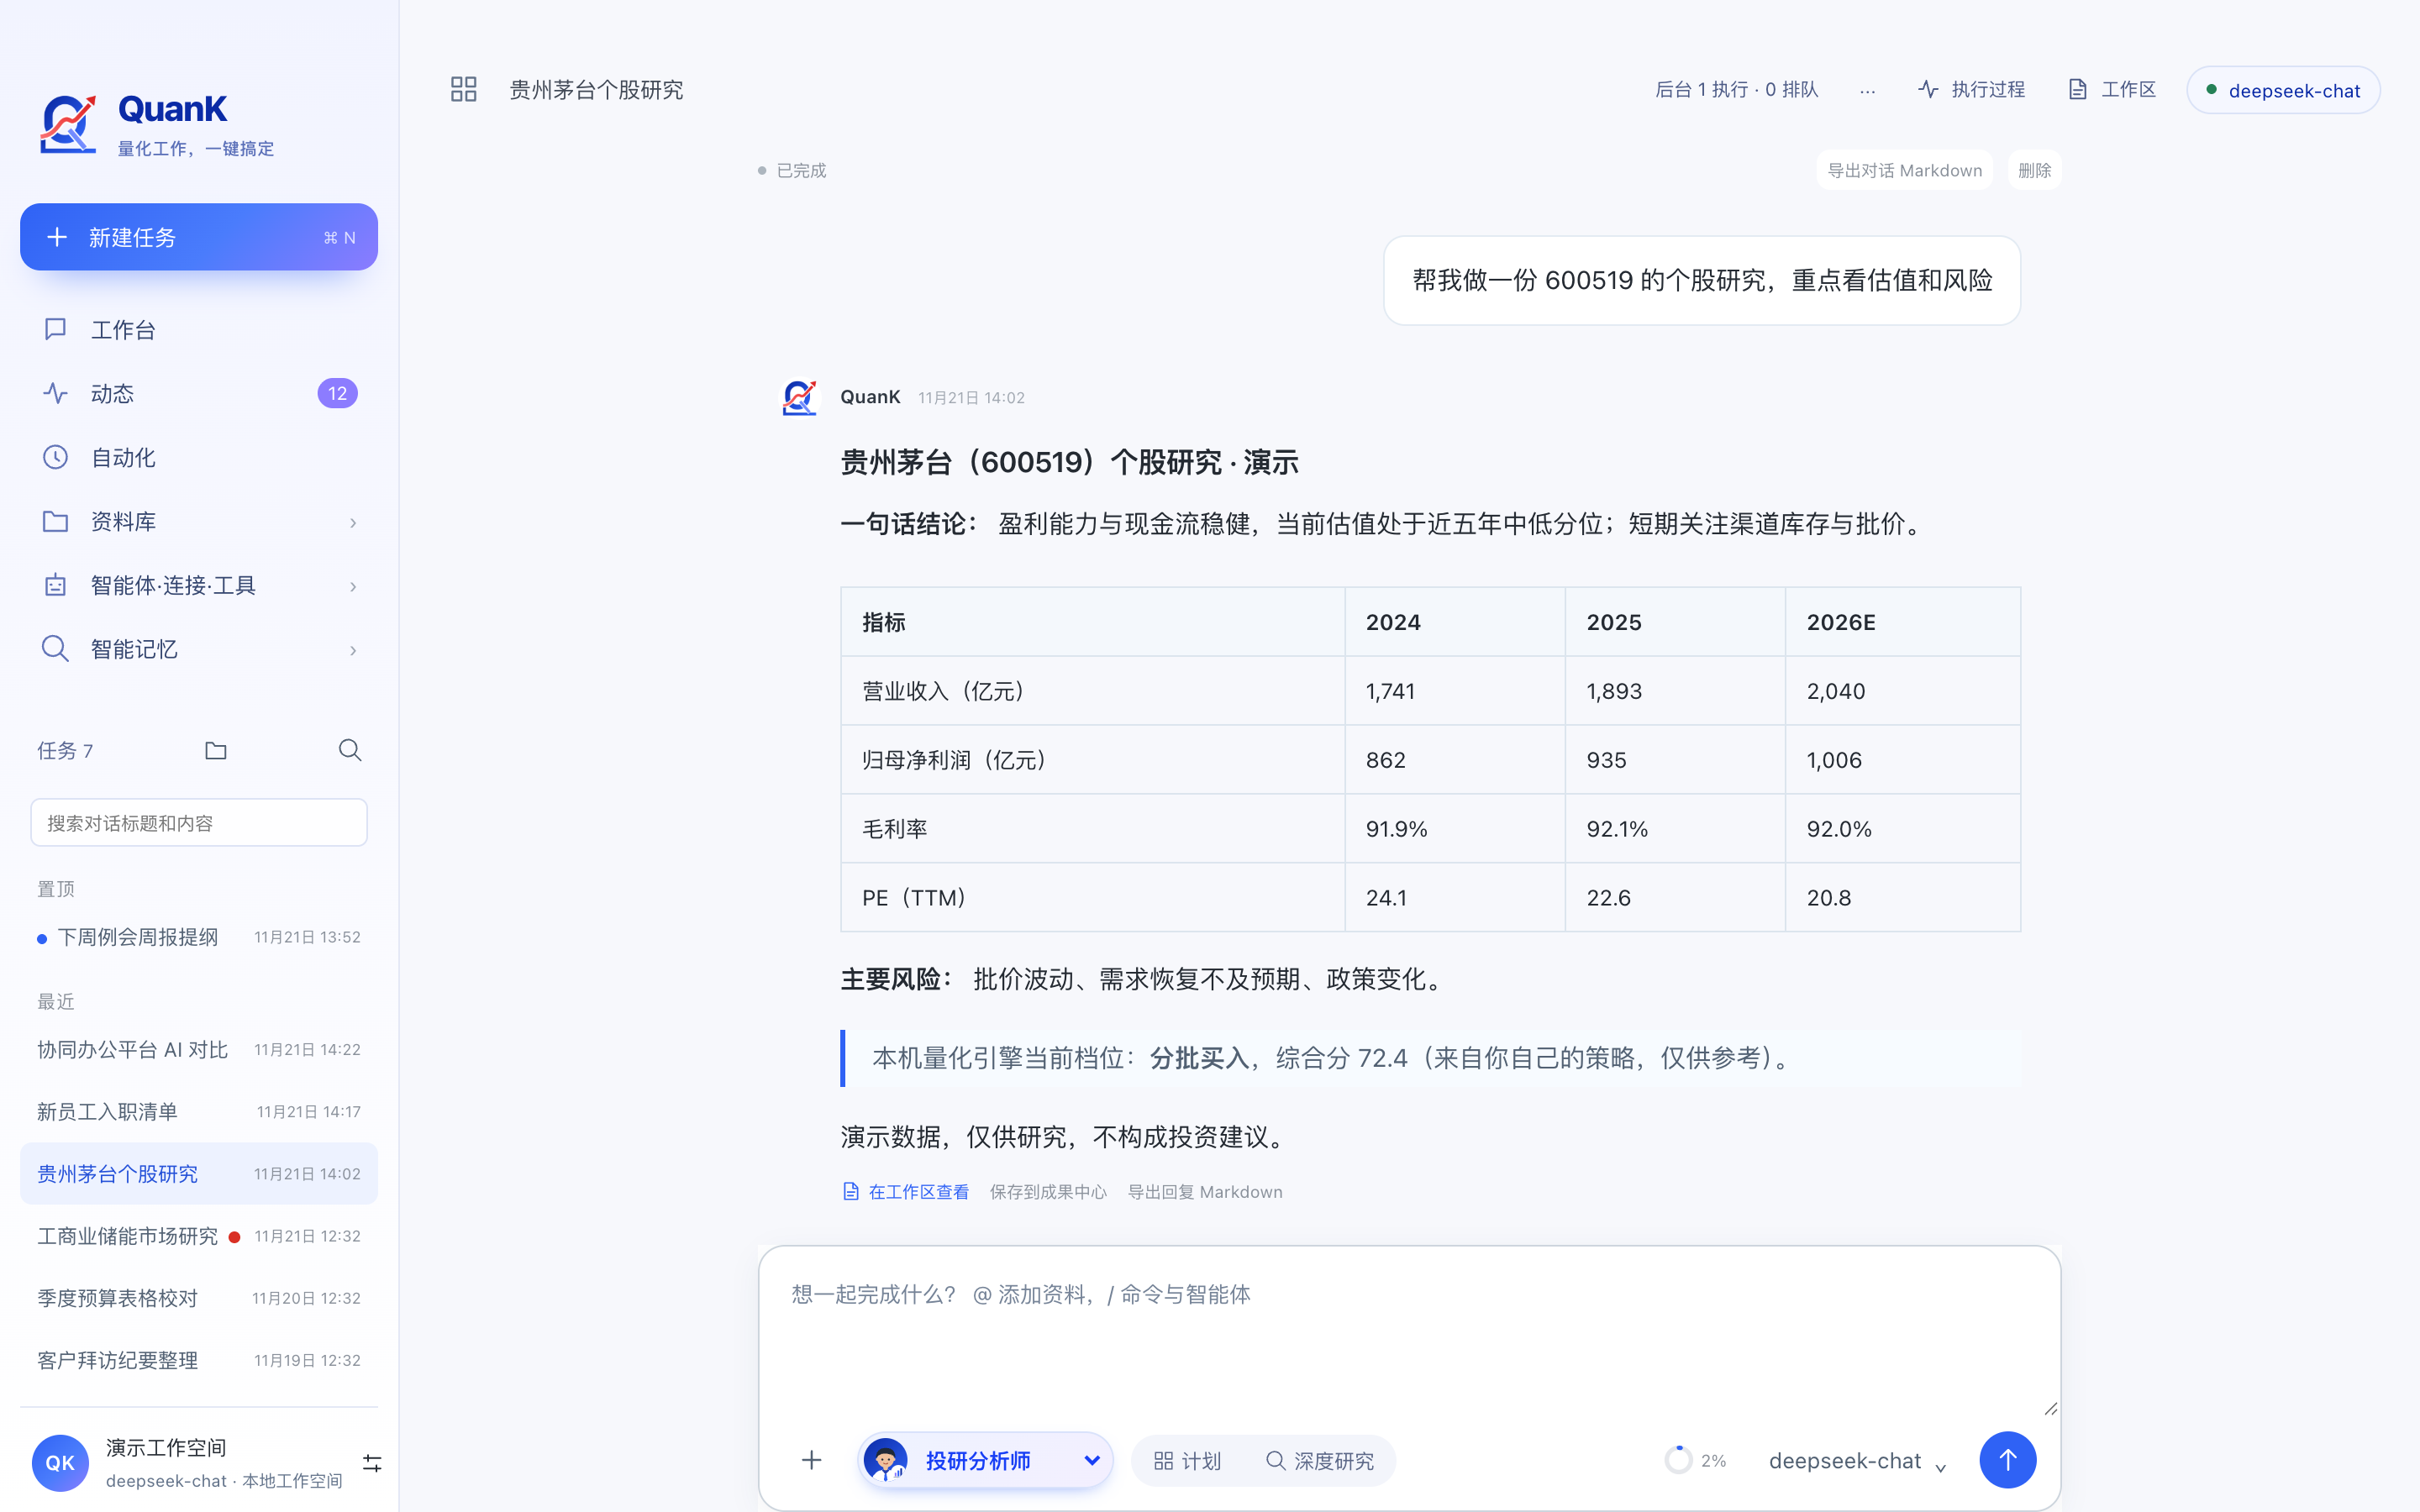 QuanK
量化工作，一键搞定
新建任务 ⌘ N
工作台
动态 12
自动化
资料库
智能体·连接·工具
智能记忆
任务 7
搜索对话标题和内容
置顶
下周例会周报提纲 11月21日 13:52
最近
协同办公平台 AI 对比 11月21日 14:22
新员工入职清单 11月21日 14:17
贵州茅台个股研究 11月21日 14:02
工商业储能市场研究 11月21日 12:32
季度预算表格校对 11月20日 12:32
客户拜访纪要整理 11月19日 12:32
QK
演示工作空间
deepseek-chat · 本地工作空间
贵州茅台个股研究
后台 1 执行 · 0 排队 ... 执行过程 工作区 deepseek-chat
已完成
导出对话 Markdown 删除
帮我做一份 600519 的个股研究，重点看估值和风险
QuanK 11月21日 14:02
贵州茅台（600519）个股研究 · 演示
一句话结论： 盈利能力与现金流稳健，当前估值处于近五年中低分位；短期关注渠道库存与批价。
指标 2024 2025 2026E
营业收入（亿元） 1,741 1,893 2,040
归母净利润（亿元） 862 935 1,006
毛利率 91.9% 92.1% 92.0%
PE（TTM） 24.1 22.6 20.8
主要风险： 批价波动、需求恢复不及预期、政策变化。
本机量化引擎当前档位：分批买入，综合分 72.4（来自你自己的策略，仅供参考）。
演示数据，仅供研究，不构成投资建议。
在工作区查看 保存到成果中心 导出回复 Markdown
想一起完成什么？ @ 添加资料，/ 命令与智能体
投研分析师 计划 深度研究 2% deepseek-chat